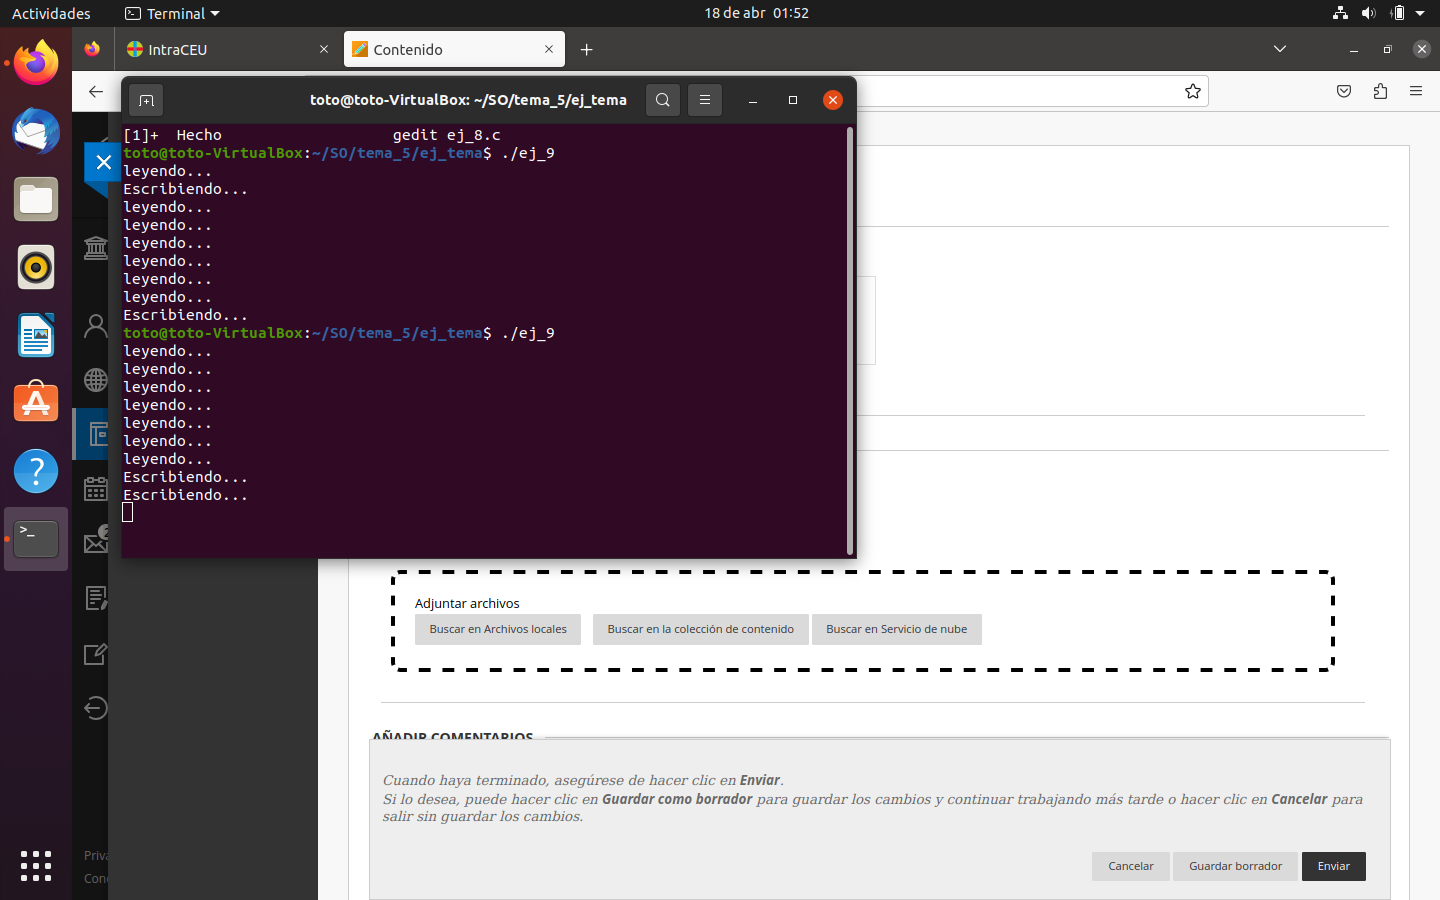 Actividades
Terminal
18 de abr 01:52
IntraCEU
Contenido
toto@toto-VirtualBox: ~/SO/tema_5/ej_tema
[1]+  Hecho                   gedit ej_8.c
toto@toto-VirtualBox:~/SO/tema_5/ej_tema$ ./ej_9
leyendo...
Escribiendo...
leyendo...
leyendo...
leyendo...
leyendo...
leyendo...
leyendo...
Escribiendo...
toto@toto-VirtualBox:~/SO/tema_5/ej_tema$ ./ej_9
leyendo...
leyendo...
leyendo...
leyendo...
leyendo...
leyendo...
leyendo...
Escribiendo...
Escribiendo...
Adjuntar archivos
Buscar en Archivos locales
Buscar en la colección de contenido
Buscar en Servicio de nube
AÑADIR COMENTARIOS
Cuando haya terminado, asegúrese de hacer clic en Enviar.
Si lo desea, puede hacer clic en Guardar como borrador para guardar los cambios y continuar trabajando más tarde o hacer clic en Cancelar para
salir sin guardar los cambios.
Priva
Cond
Cancelar
Guardar borrador
Enviar